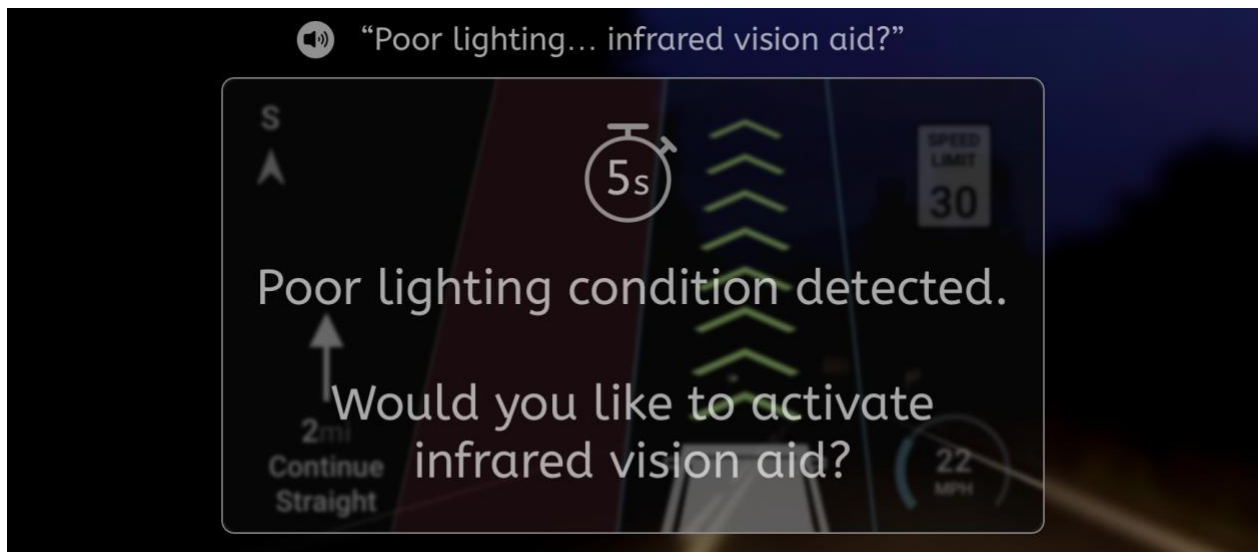 “Poor lighting... infrared vision aid?”
S
SPEED
LIMIT
30
5s
Poor lighting condition detected.
Would you like to activate
infrared vision aid?
2mi
Continue
Straight
22
MPH